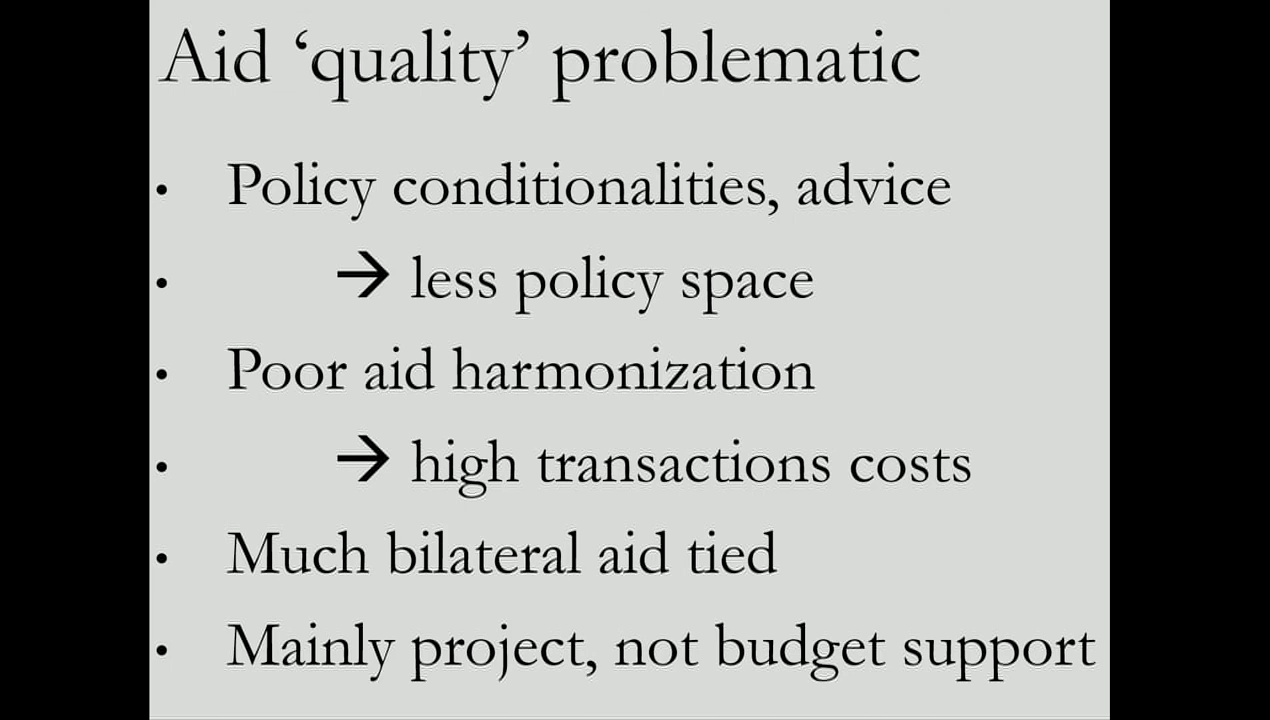 Aid ‘quality’ problematic
• Policy conditionalities, advice
• → less policy space
• Poor aid harmonization
• → high transactions costs
• Much bilateral aid tied
• Mainly project, not budget support